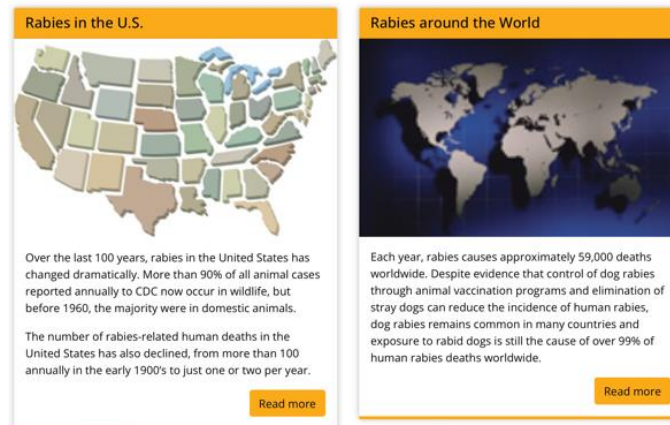 Rabies in the U.S.
Over the last 100 years, rabies in the United States has
changed dramatically. More than 90% of all animal cases
reported annually to CDC now occur in wildlife, but
before 1960, the majority were in domestic animals.
The number of rabies-related human deaths in the
United States has also declined, from more than 100
annually in the early 1900's to just one or two per year.
Read more
Rabies around the World
Each year, rabies causes approximately 59,000 deaths
worldwide. Despite evidence that control of dog rabies
through animal vaccination programs and elimination of
stray dogs can reduce the incidence of human rabies,
dog rabies remains common in many countries and
exposure to rabid dogs is still the cause of over 99% of
human rabies deaths worldwide.
Read more